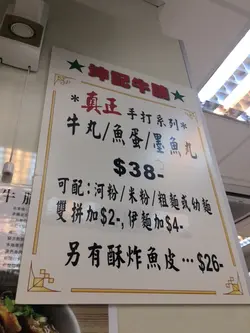 ★坤記牛腩★
*真正手打系列*
牛丸/魚蛋/墨魚丸
$38-
可配:河粉/米粉/粗麵或幼麵
雙拼加$2-,伊麵加$4-
另有酥炸魚皮…$26-